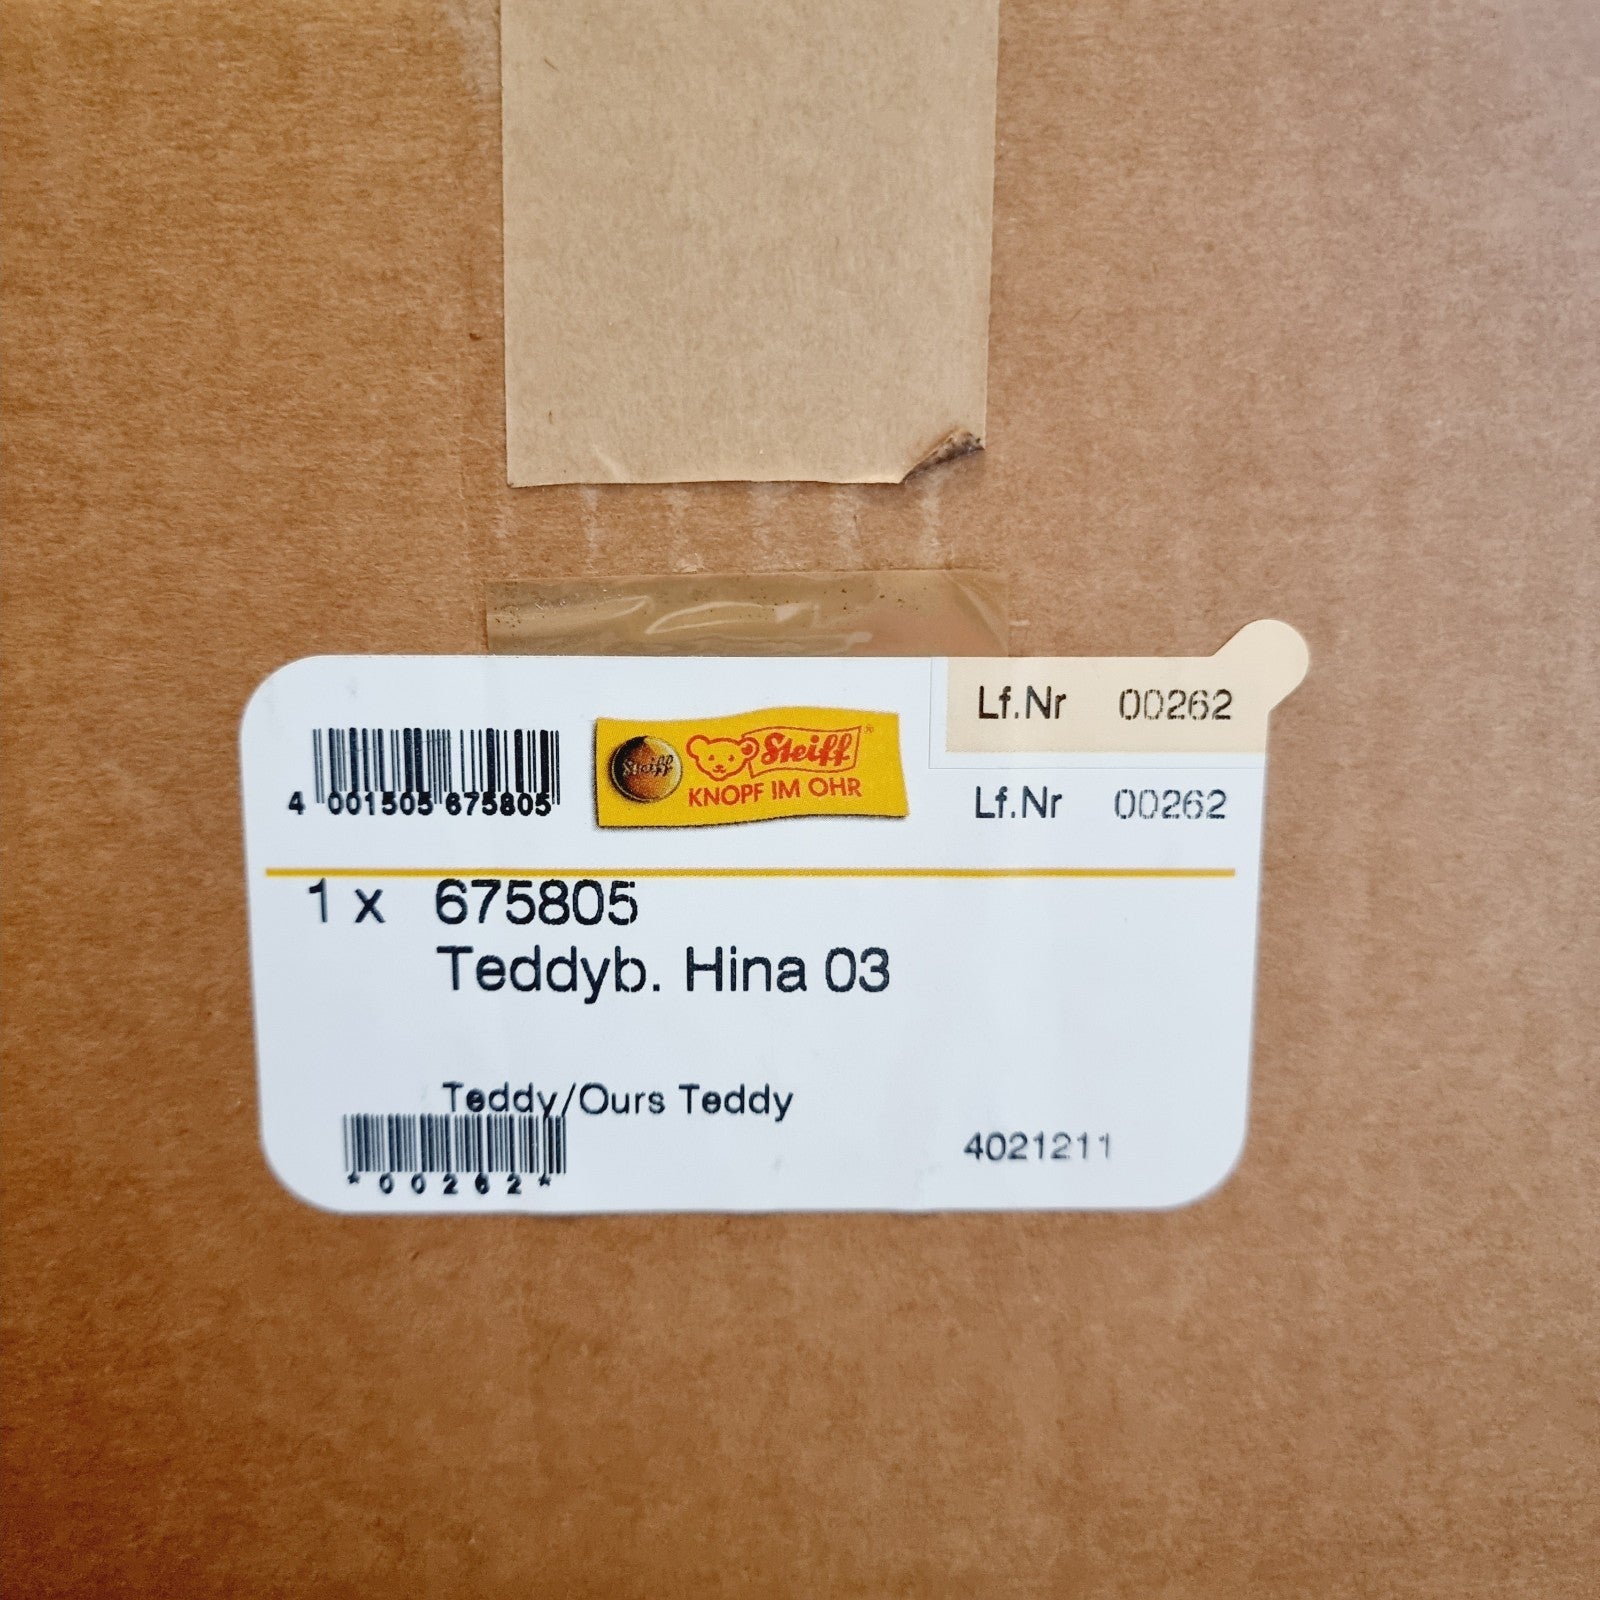 4 001505 675805
Steiff
Steiff®
KNOPF IM OHR
Lf.Nr 00262
Lf.Nr 00262
1 x 675805
Teddyb. Hina 03
Teddy/Ours Teddy
*00262*
4021211